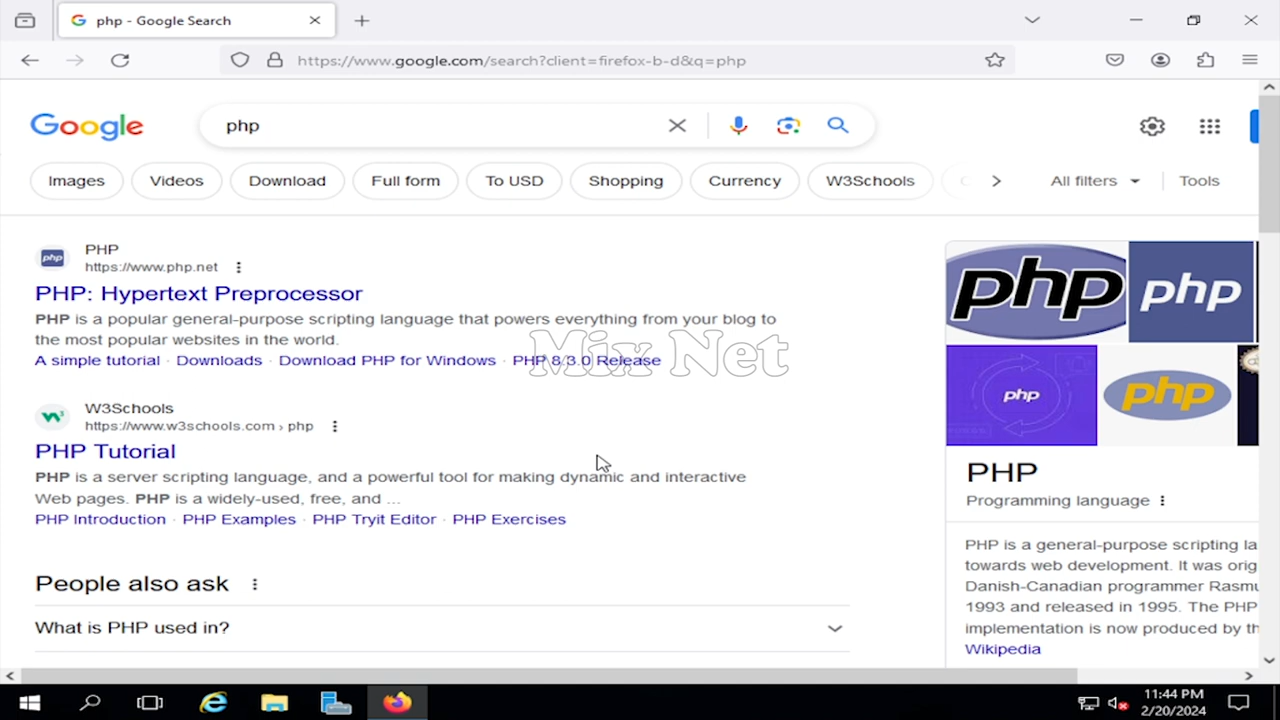 php - Google Search
https://www.google.com/search?client=firefox-b-d&q=php
Google
php
Images
Videos
Download
Full form
To USD
Shopping
Currency
W3Schools
All filters
Tools
PHP
https://www.php.net
PHP: Hypertext Preprocessor
PHP is a popular general-purpose scripting language that powers everything from your blog to
the most popular websites in the world.
A simple tutorial · Downloads · Download PHP for Windows · PHP 8.3.0 Release
Mix Net
W3Schools
https://www.w3schools.com › php
PHP Tutorial
PHP is a server scripting language, and a powerful tool for making dynamic and interactive
Web pages. PHP is a widely-used, free, and ...
PHP Introduction · PHP Examples · PHP Tryit Editor · PHP Exercises
People also ask
What is PHP used in?
php
php
php
php
php
PHP
Programming language
PHP is a general-purpose scripting la
towards web development. It was orig
Danish-Canadian programmer Rasmu
1993 and released in 1995. The PHP
implementation is now produced by th
Wikipedia
11:44 PM
2/20/2024